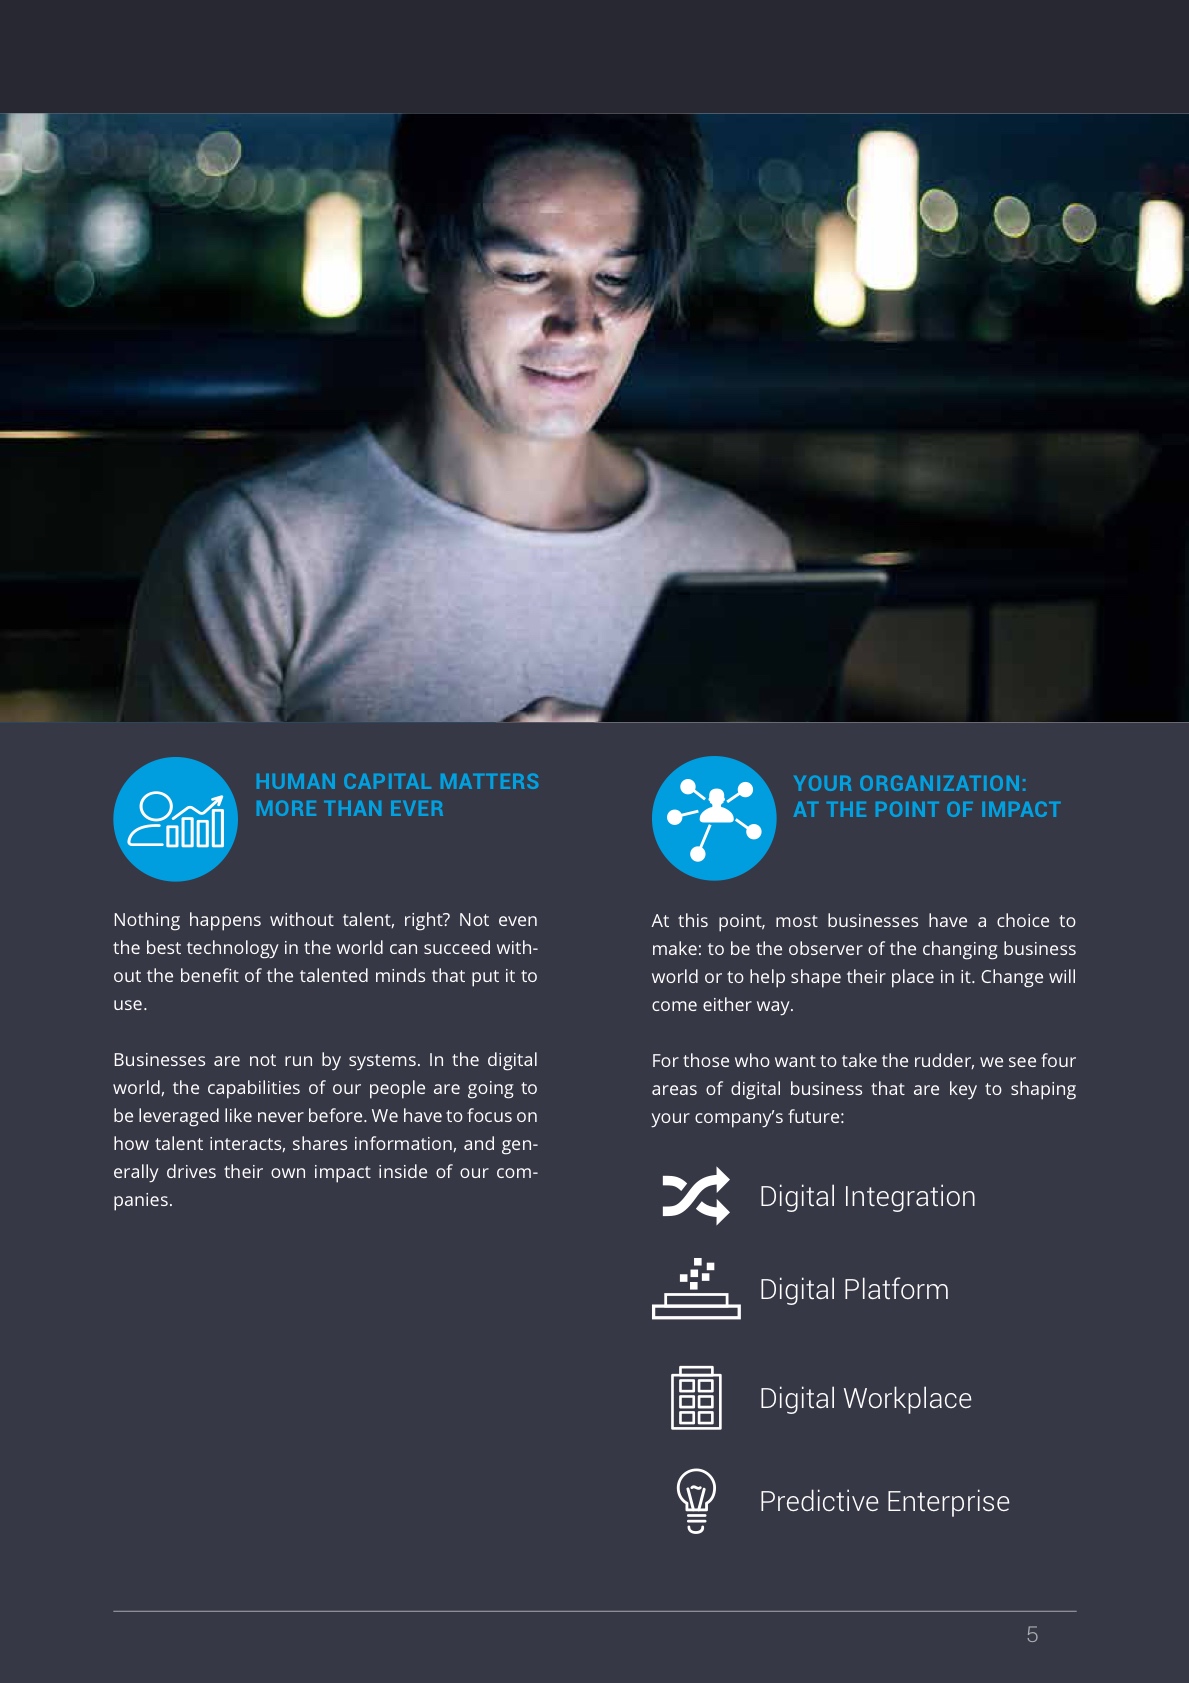 HUMAN CAPITAL MATTERS
MORE THAN EVER
Nothing happens without talent, right? Not even
the best technology in the world can succeed with-
out the benefit of the talented minds that put it to
use.
Businesses are not run by systems. In the digital
world, the capabilities of our people are going to
be leveraged like never before. We have to focus on
how talent interacts, shares information, and gen-
erally drives their own impact inside of our com-
panies.
YOUR ORGANIZATION:
AT THE POINT OF IMPACT
At this point, most businesses have a choice to
make: to be the observer of the changing business
world or to help shape their place in it. Change will
come either way.
For those who want to take the rudder, we see four
areas of digital business that are key to shaping
your company’s future:
Digital Integration
Digital Platform
Digital Workplace
Predictive Enterprise
5